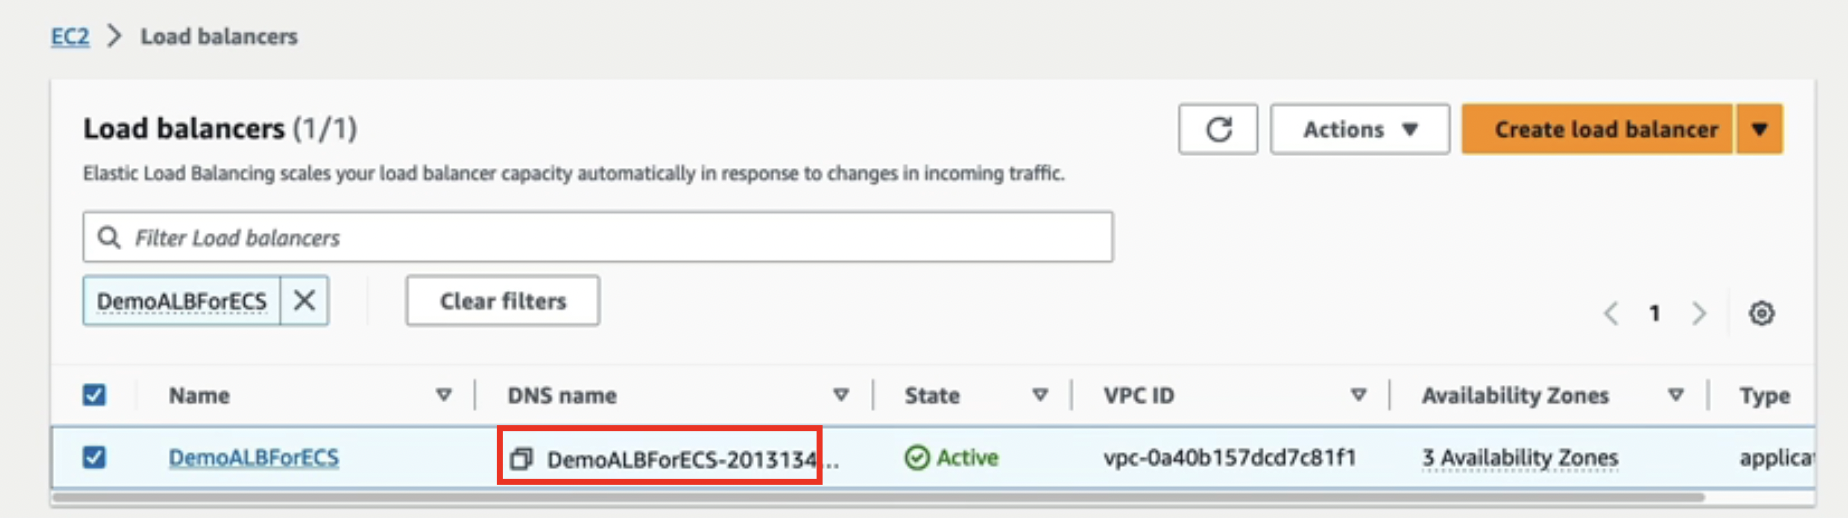 EC2 > Load balancers
Load balancers (1/1)
Actions
Create load balancer
Elastic Load Balancing scales your load balancer capacity automatically in response to changes in incoming traffic.
Filter Load balancers
DemoALBForECS
Clear filters
1
Name DNS name State VPC ID Availability Zones Type
DemoALBForECS DemoALBForECS-2013134... Active vpc-0a40b157dcd7c81f1 3 Availability Zones applica